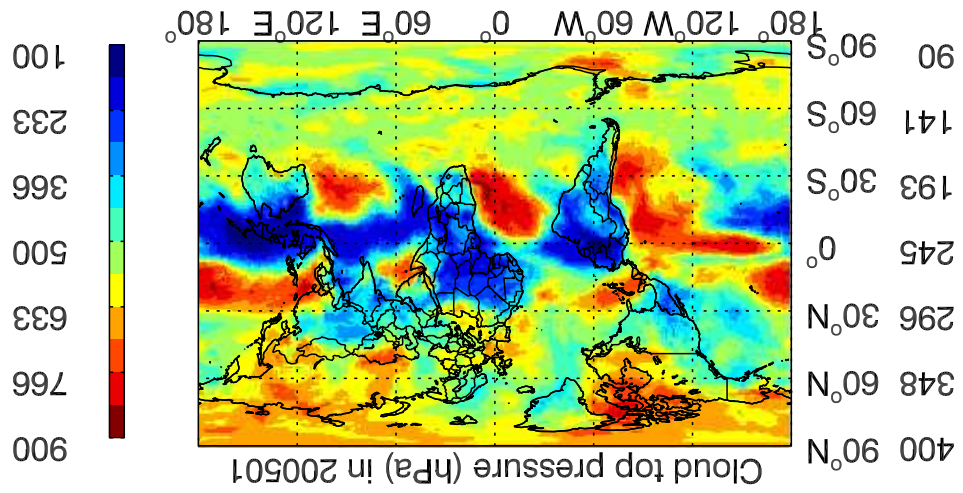 Cloud top pressure (hPa) in 200501
400 90°N 900
348 60°N 766
296 30°N 633
245 0° 500
193 30°S 366
141 60°S 233
90 90°S 100
180° 120°W 60°W 0° 60°E 120°E 180°